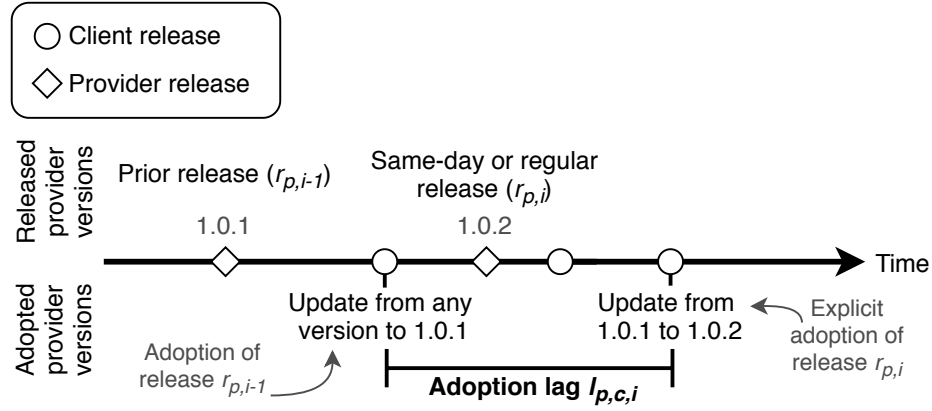 Client release
Provider release
Released
provider
versions
Prior release (r_{p,i-1})
1.0.1
Same-day or regular
release (r_{p,i})
1.0.2
Time
Adopted
provider
versions
Update from any
version to 1.0.1
Adoption of
release r_{p,i-1}
Update from
1.0.1 to 1.0.2
Explicit
adoption of
release r_{p,i}
Adoption lag l_{p,c,i}